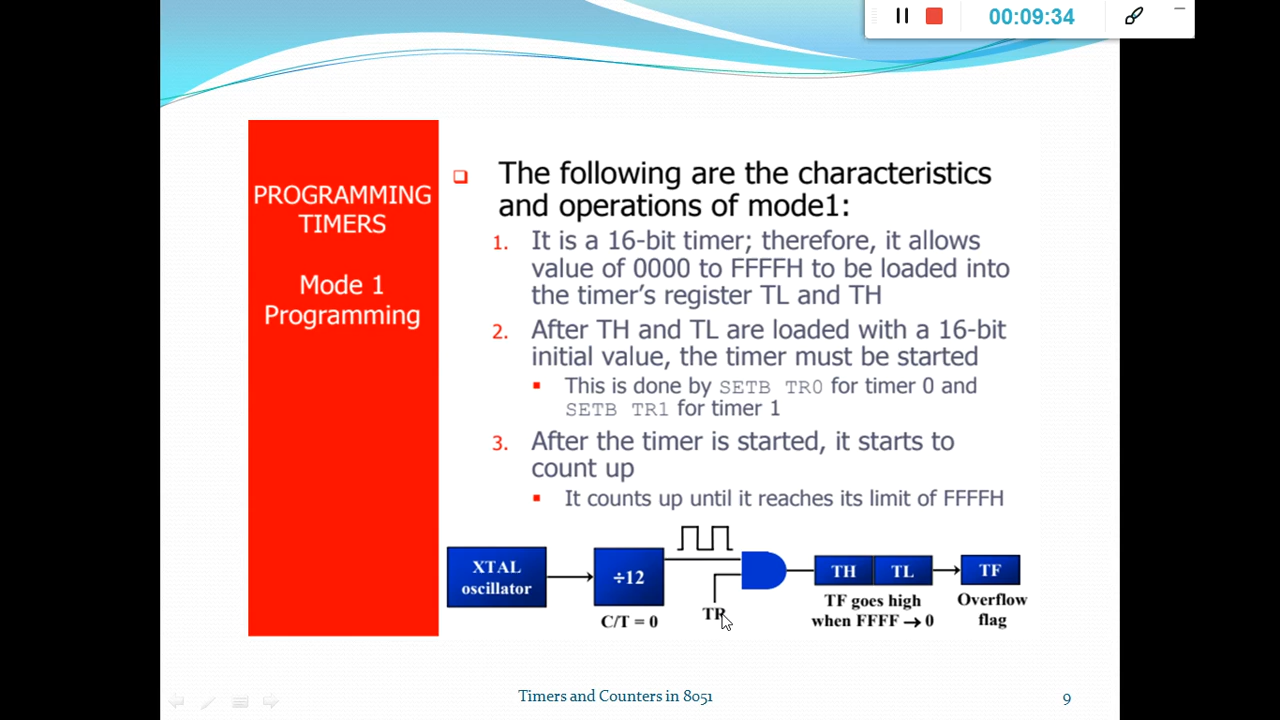 00:09:34
PROGRAMMING
TIMERS
Mode 1
Programming
The following are the characteristics
and operations of mode1:
1. It is a 16-bit timer; therefore, it allows
value of 0000 to FFFFH to be loaded into
the timer's register TL and TH
2. After TH and TL are loaded with a 16-bit
initial value, the timer must be started
This is done by SETB TR0 for timer 0 and
SETB TR1 for timer 1
3. After the timer is started, it starts to
count up
It counts up until it reaches its limit of FFFFH
XTAL
oscillator
÷12
C/T = 0
TR
TH TL
TF goes high
when FFFF → 0
TF
Overflow
flag
Timers and Counters in 8051
9